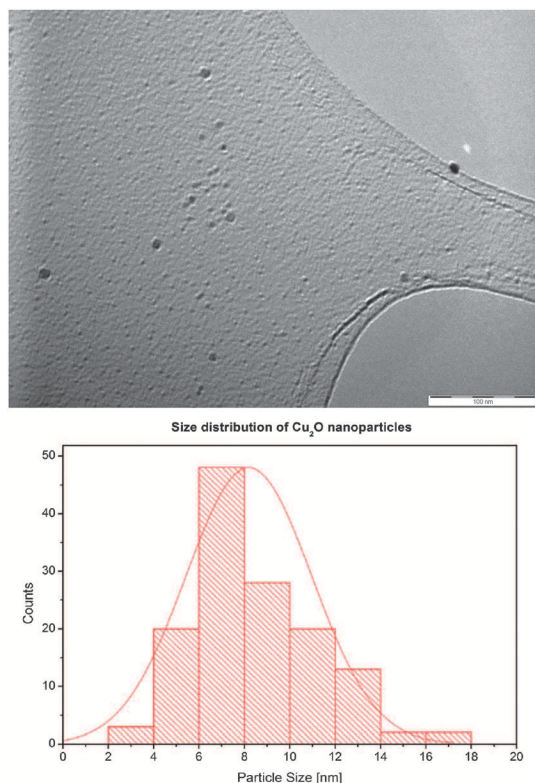 100 nm
Size distribution of Cu₂O nanoparticles
50
40
30
20
10
0
Counts
0 2 4 6 8 10 12 14 16 18 20
Particle Size [nm]